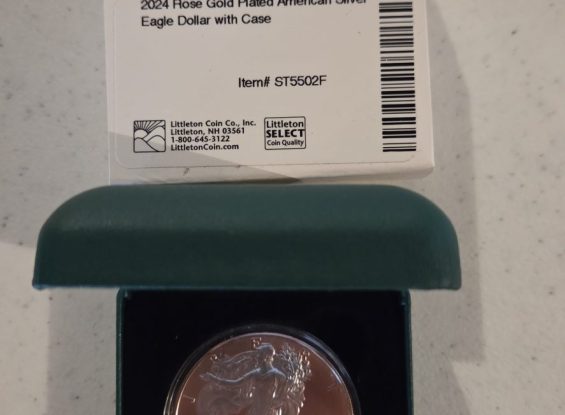 2024 Rose Gold Plated American Silver
Eagle Dollar with Case
Item# ST5502F
Littleton Coin Co., Inc.
Littleton, NH 03561
1-800-645-3122
LittletonCoin.com
Littleton
SELECT
Coin Quality